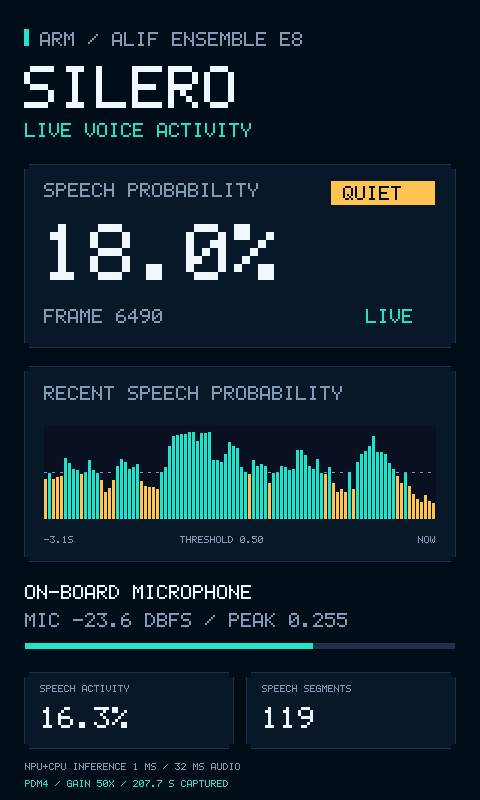 ARM / ALIF ENSEMBLE E8
SILERO
LIVE VOICE ACTIVITY
SPEECH PROBABILITY
QUIET
18.0%
FRAME 6490
LIVE
RECENT SPEECH PROBABILITY
-3.1S
THRESHOLD 0.50
NOW
ON-BOARD MICROPHONE
MIC -23.6 DBFS / PEAK 0.255
SPEECH ACTIVITY
16.3%
SPEECH SEGMENTS
119
NPU+CPU INFERENCE 1 MS / 32 MS AUDIO
PDM4 / GAIN 50X / 207.7 S CAPTURED